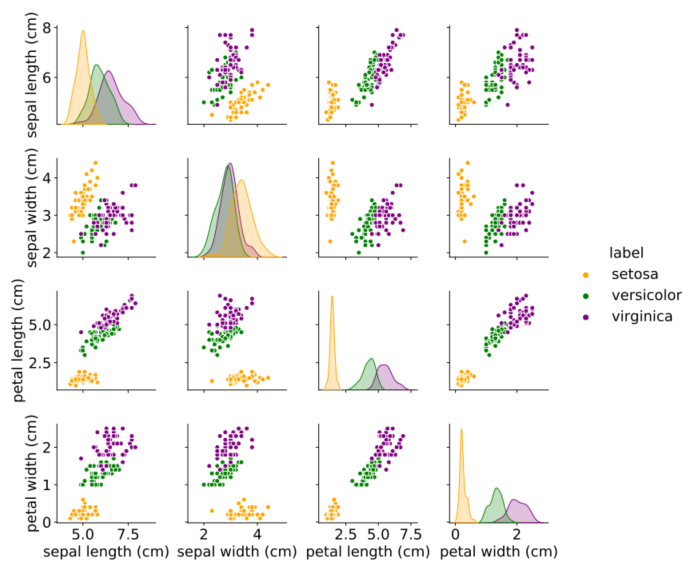 sepal length (cm)
8
6
sepal width (cm)
4
3
2
petal length (cm)
5.0
2.5
petal width (cm)
2
1
0
5.0 7.5
sepal length (cm)
2 4
sepal width (cm)
2.5 5.0 7.5
petal length (cm)
0 2
petal width (cm)
label
setosa
versicolor
virginica